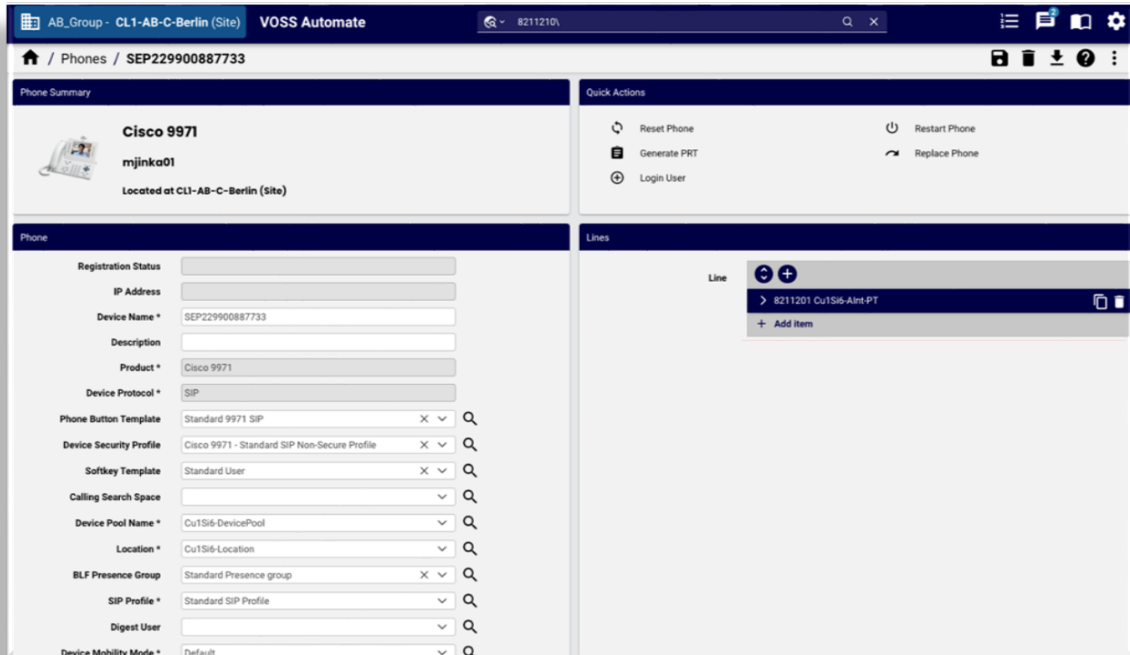 AB_Group - CL1-AB-C-Berlin (Site) VOSS Automate 8211210\ 2
/ Phones / SEP229900887733
Phone Summary
Cisco 9971
mjinka01
Located at CL1-AB-C-Berlin (Site)
Quick Actions
Reset Phone Restart Phone
Generate PRT Replace Phone
Login User
Phone
Registration Status
IP Address
Device Name * SEP229900887733
Description
Product * Cisco 9971
Device Protocol * SIP
Phone Button Template Standard 9971 SIP
Device Security Profile Cisco 9971 - Standard SIP Non-Secure Profile
Softkey Template Standard User
Calling Search Space
Device Pool Name * Cu1Si6-DevicePool
Location * Cu1Si6-Location
BLF Presence Group Standard Presence group
SIP Profile * Standard SIP Profile
Digest User
Device Mobility Mode * Default
Lines
Line
8211201 Cu1Si6-AInt-PT
+ Add item